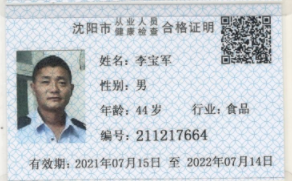 沈阳市从业人员健康检查合格证明
姓名：李宝军
性别：男
年龄：44岁 行业：食品
编号：211217664
有效期：2021年07月15日 至 2022年07月14日